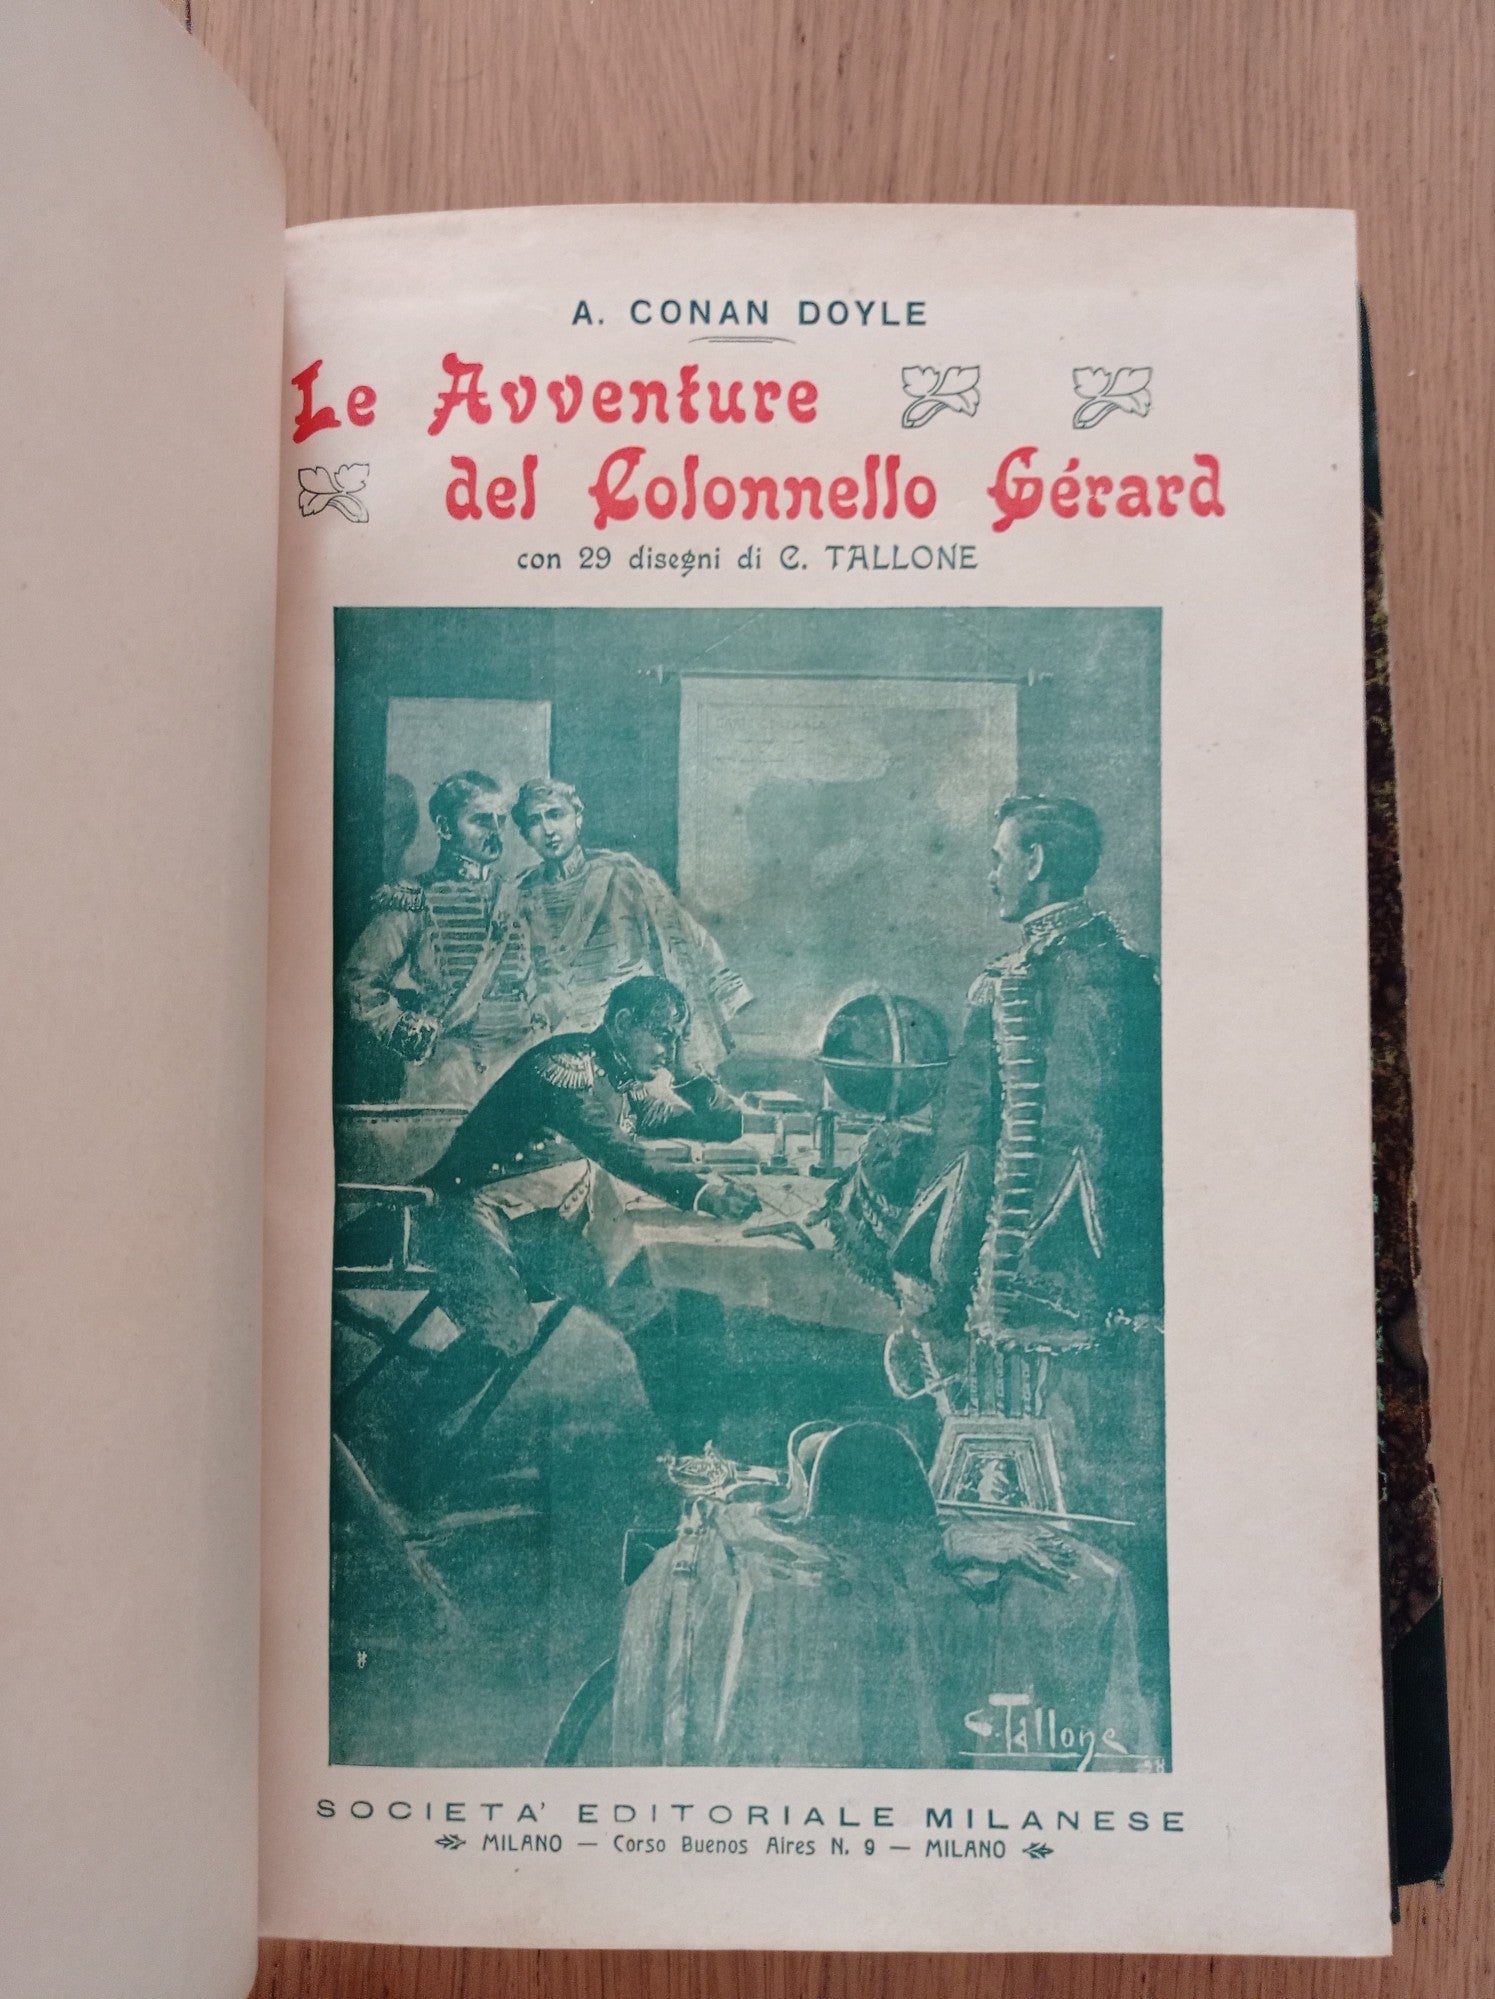 A. CONAN DOYLE
Le Avventure
del Colonnello Gérard
con 29 disegni di C. TALLONE
C. Tallone
98
SOCIETA' EDITORIALE MILANESE
MILANO — Corso Buenos Aires N. 9 — MILANO